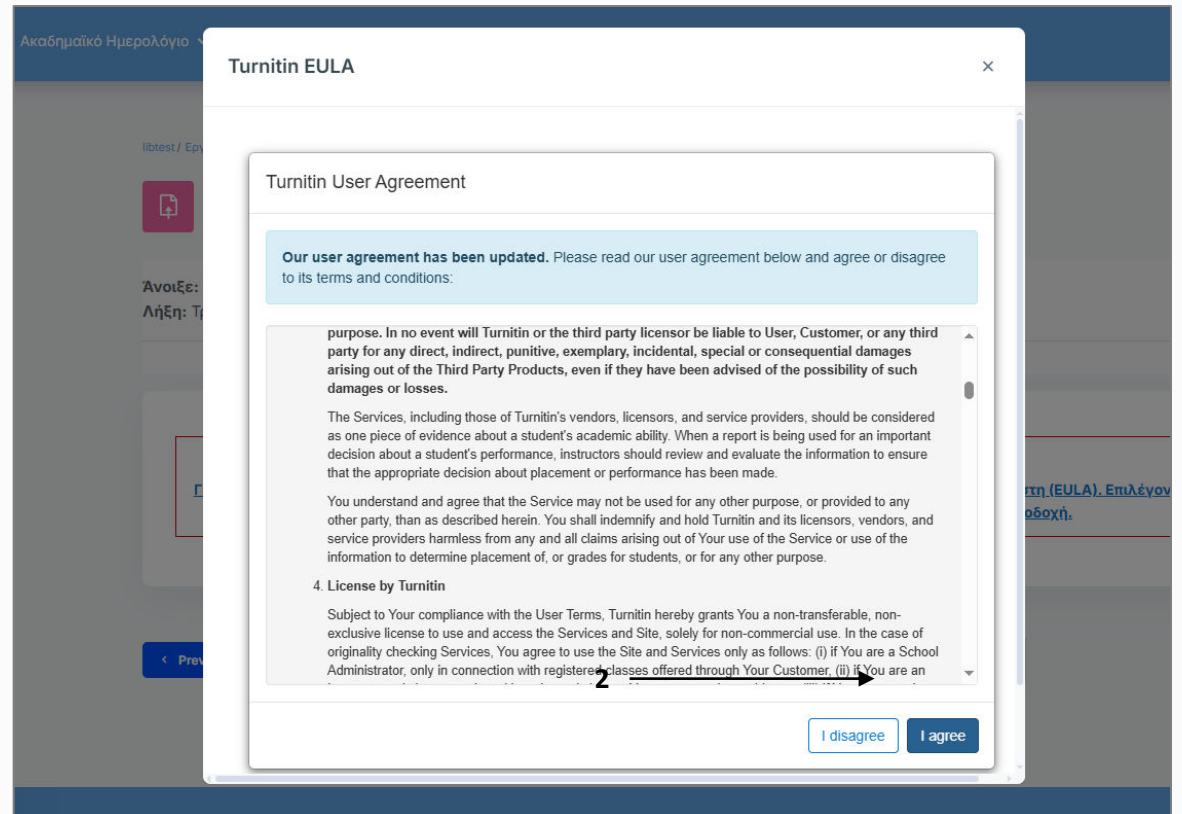 Ακαδημαϊκό Ημερολόγιο
Turnitin EULA
×
libtest / Εργ
Turnitin User Agreement
Our user agreement has been updated. Please read our user agreement below and agree or disagree
to its terms and conditions:
Άνοιξε:
Λήξη: Τρ
purpose. In no event will Turnitin or the third party licensor be liable to User, Customer, or any third
party for any direct, indirect, punitive, exemplary, incidental, special or consequential damages
arising out of the Third Party Products, even if they have been advised of the possibility of such
damages or losses.
The Services, including those of Turnitin's vendors, licensors, and service providers, should be considered
as one piece of evidence about a student's academic ability. When a report is being used for an important
decision about a student's performance, instructors should review and evaluate the information to ensure
that the appropriate decision about placement or performance has been made.
You understand and agree that the Service may not be used for any other purpose, or provided to any
other party, than as described herein. You shall indemnify and hold Turnitin and its licensors, vendors, and
service providers harmless from any and all claims arising out of Your use of the Service or use of the
information to determine placement of, or grades for students, or for any other purpose.
Γ
στη (EULA). Επιλέγον
οδοχή.
4. License by Turnitin
Subject to Your compliance with the User Terms, Turnitin hereby grants You a non-transferable, non-
exclusive license to use and access the Services and Site, solely for non-commercial use. In the case of
originality checking Services, You agree to use the Site and Services only as follows: (i) if You are a School
Administrator, only in connection with registered classes offered through Your Customer, (ii) if You are an
2
Prev
I disagree
I agree